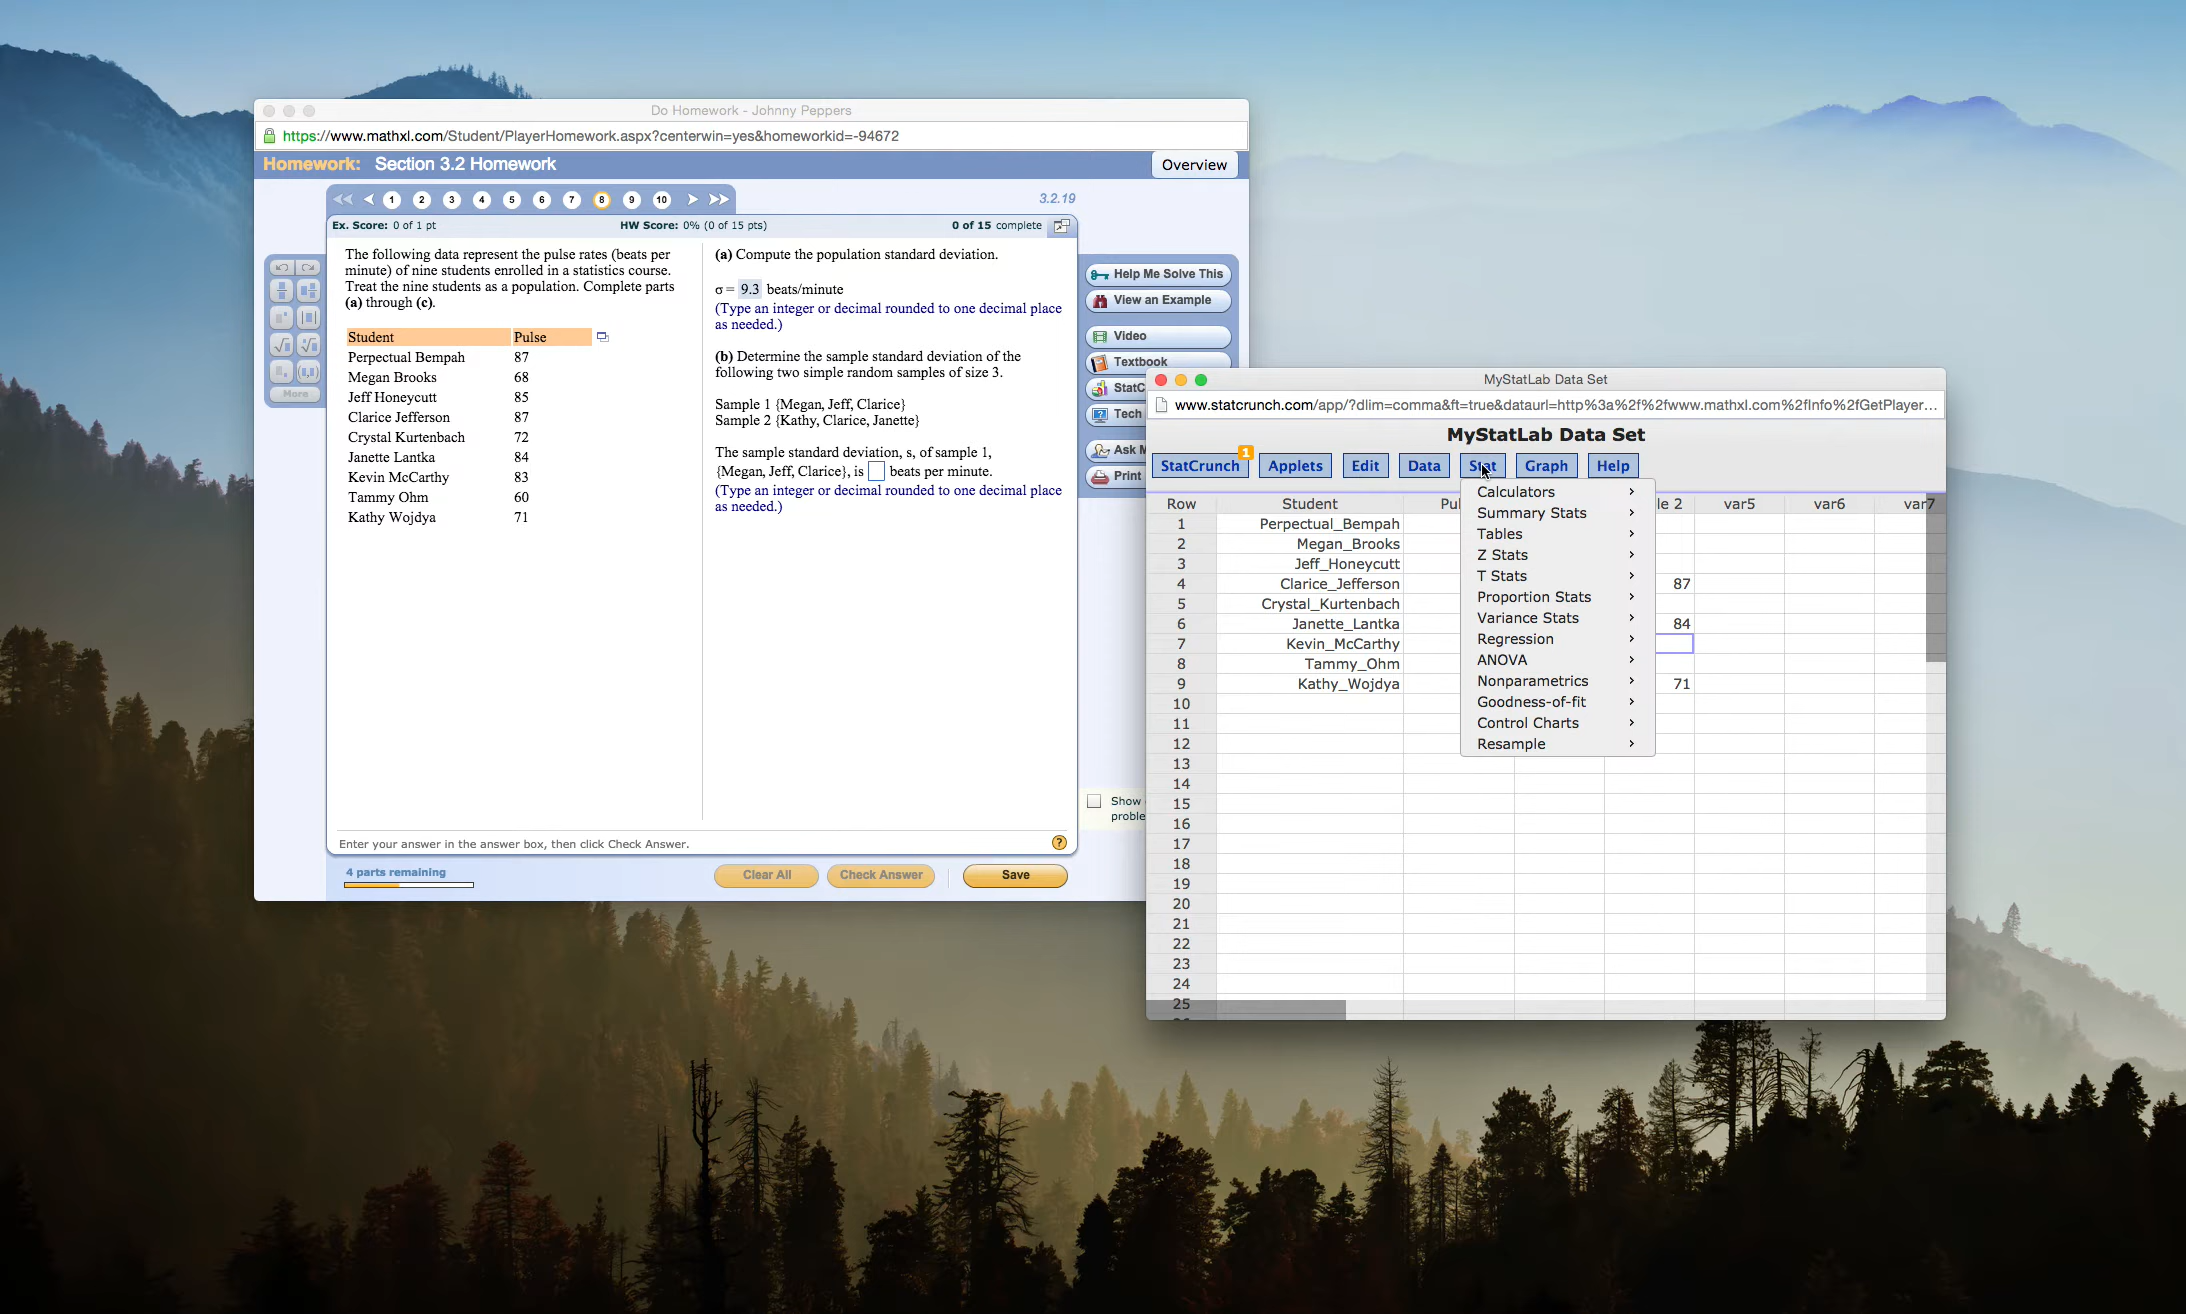 Do Homework - Johnny Peppers
https://www.mathxl.com/Student/PlayerHomework.aspx?centerwin=yes&homeworkid=-94672
Homework: Section 3.2 Homework
Overview
1 2 3 4 5 6 7 8 9 10
3.2.19
Ex. Score: 0 of 1 pt
HW Score: 0% (0 of 15 pts)
0 of 15 complete
The following data represent the pulse rates (beats per
minute) of nine students enrolled in a statistics course.
Treat the nine students as a population. Complete parts
(a) through (c).
Student Pulse
Perpectual Bempah 87
Megan Brooks 68
Jeff Honeycutt 85
Clarice Jefferson 87
Crystal Kurtenbach 72
Janette Lantka 84
Kevin McCarthy 83
Tammy Ohm 60
Kathy Wojdya 71
(a) Compute the population standard deviation.
σ = 9.3 beats/minute
(Type an integer or decimal rounded to one decimal place
as needed.)
(b) Determine the sample standard deviation of the
following two simple random samples of size 3.
Sample 1 {Megan, Jeff, Clarice}
Sample 2 {Kathy, Clarice, Janette}
The sample standard deviation, s, of sample 1,
{Megan, Jeff, Clarice}, is beats per minute.
(Type an integer or decimal rounded to one decimal place
as needed.)
More
Enter your answer in the answer box, then click Check Answer.
?
4 parts remaining
Clear All
Check Answer
Save
Help Me Solve This
View an Example
Video
Textbook
StatC
Tech
Ask M
Print
Show
proble
MyStatLab Data Set
www.statcrunch.com/app/?dlim=comma&ft=true&dataurl=http%3a%2f%2fwww.mathxl.com%2fInfo%2fGetPlayer...
MyStatLab Data Set
StatCrunch 1 Applets Edit Data Stat Graph Help
Row Student Pul le 2 var5 var6 var7
1 Perpectual_Bempah
2 Megan_Brooks
3 Jeff_Honeycutt
4 Clarice_Jefferson 87
5 Crystal_Kurtenbach
6 Janette_Lantka 84
7 Kevin_McCarthy
8 Tammy_Ohm
9 Kathy_Wojdya 71
10
11
12
13
14
15
16
17
18
19
20
21
22
23
24
25
Calculators
Summary Stats
Tables
Z Stats
T Stats
Proportion Stats
Variance Stats
Regression
ANOVA
Nonparametrics
Goodness-of-fit
Control Charts
Resample